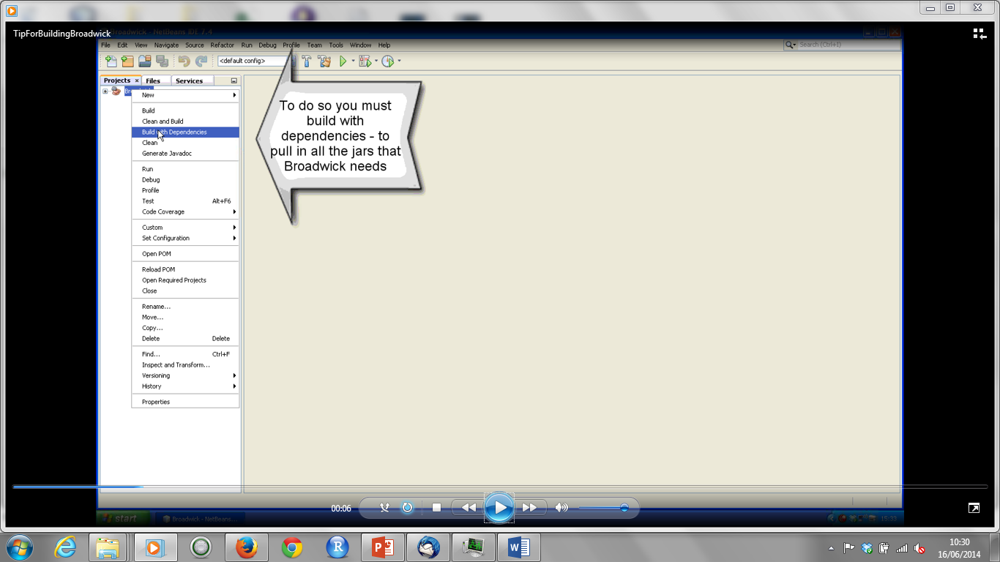 TipForBuildingBroadwick
Broadwick - NetBeans IDE 7.4
File Edit View Navigate Source Refactor Run Debug Profile Team Tools Window Help
Search (Ctrl+I)
<default config>
Projects Files Services
New
Build
Clean and Build
Build with Dependencies
Clean
Generate Javadoc
Run
Debug
Profile
Test Alt+F6
Code Coverage
Custom
Set Configuration
Open POM
Reload POM
Open Required Projects
Close
Rename...
Move...
Copy...
Delete Delete
Find... Ctrl+F
Inspect and Transform...
Versioning
History
Properties
To do so you must
build with
dependencies - to
pull in all the jars that
Broadwick needs
00:06
start
Broadwick - NetBeans...
15:33
10:30
16/06/2014